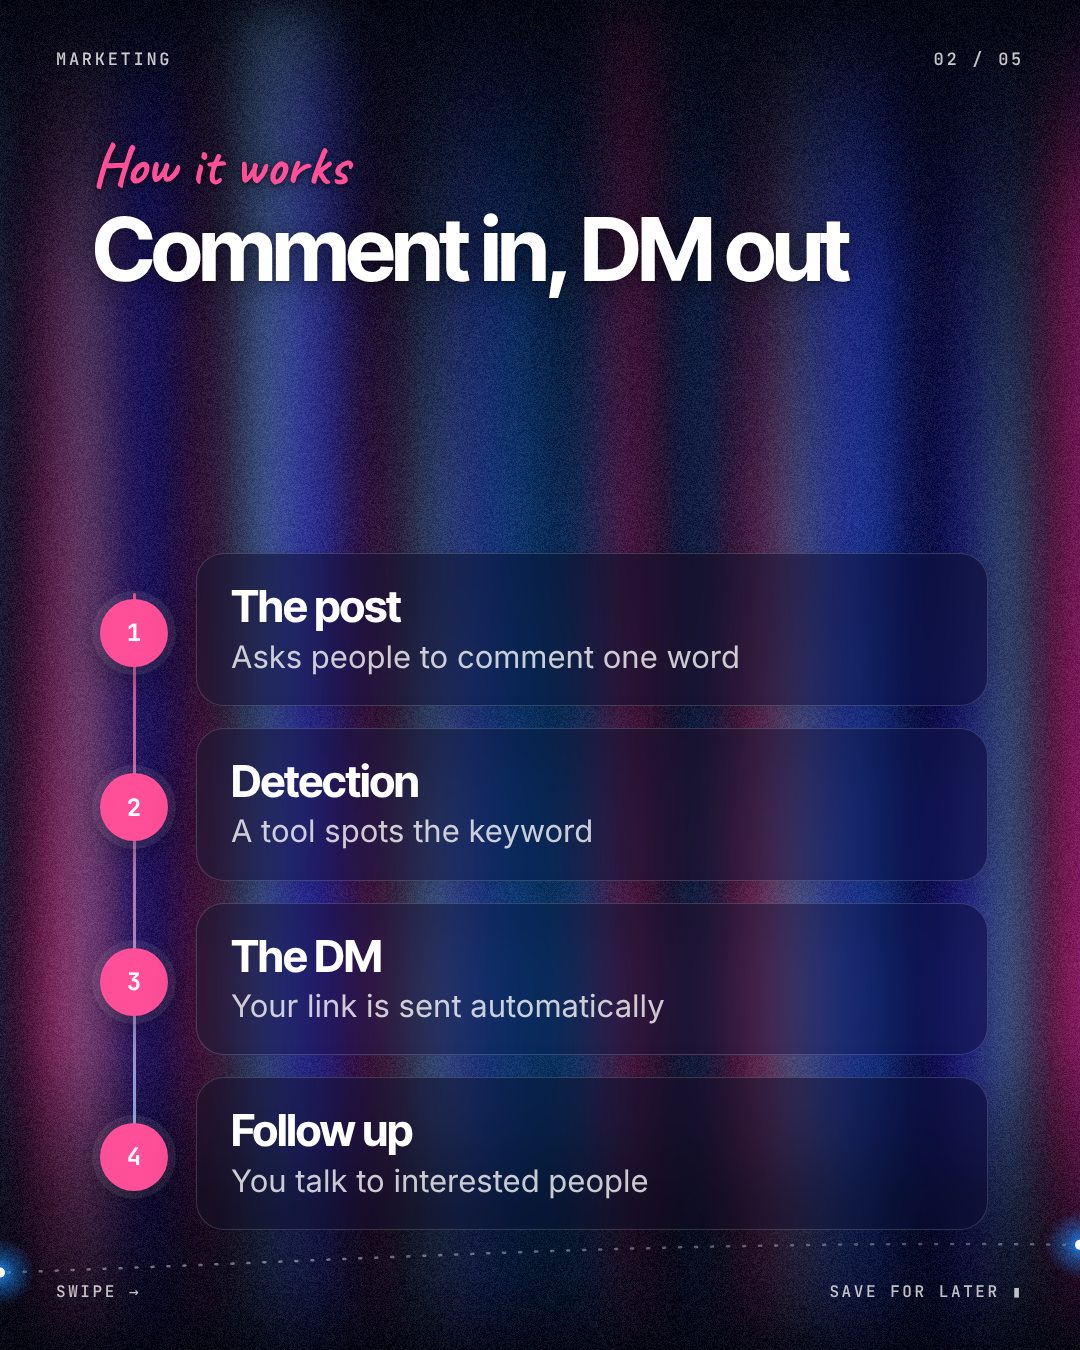 MARKETING
02 / 05
How it works
Comment in, DM out
1
The post
Asks people to comment one word
2
Detection
A tool spots the keyword
3
The DM
Your link is sent automatically
4
Follow up
You talk to interested people
SWIPE →
SAVE FOR LATER ▮